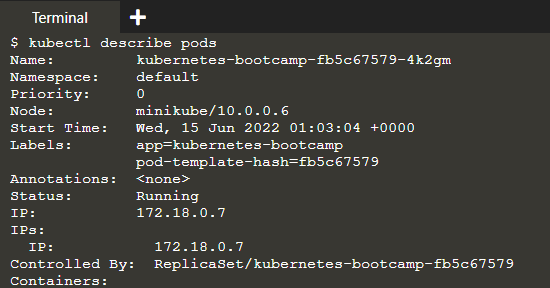 Terminal +
$ kubectl describe pods
Name:         kubernetes-bootcamp-fb5c67579-4k2gm
Namespace:    default
Priority:     0
Node:         minikube/10.0.0.6
Start Time:   Wed, 15 Jun 2022 01:03:04 +0000
Labels:       app=kubernetes-bootcamp
              pod-template-hash=fb5c67579
Annotations:  <none>
Status:       Running
IP:           172.18.0.7
IPs:
  IP:           172.18.0.7
Controlled By:  ReplicaSet/kubernetes-bootcamp-fb5c67579
Containers: